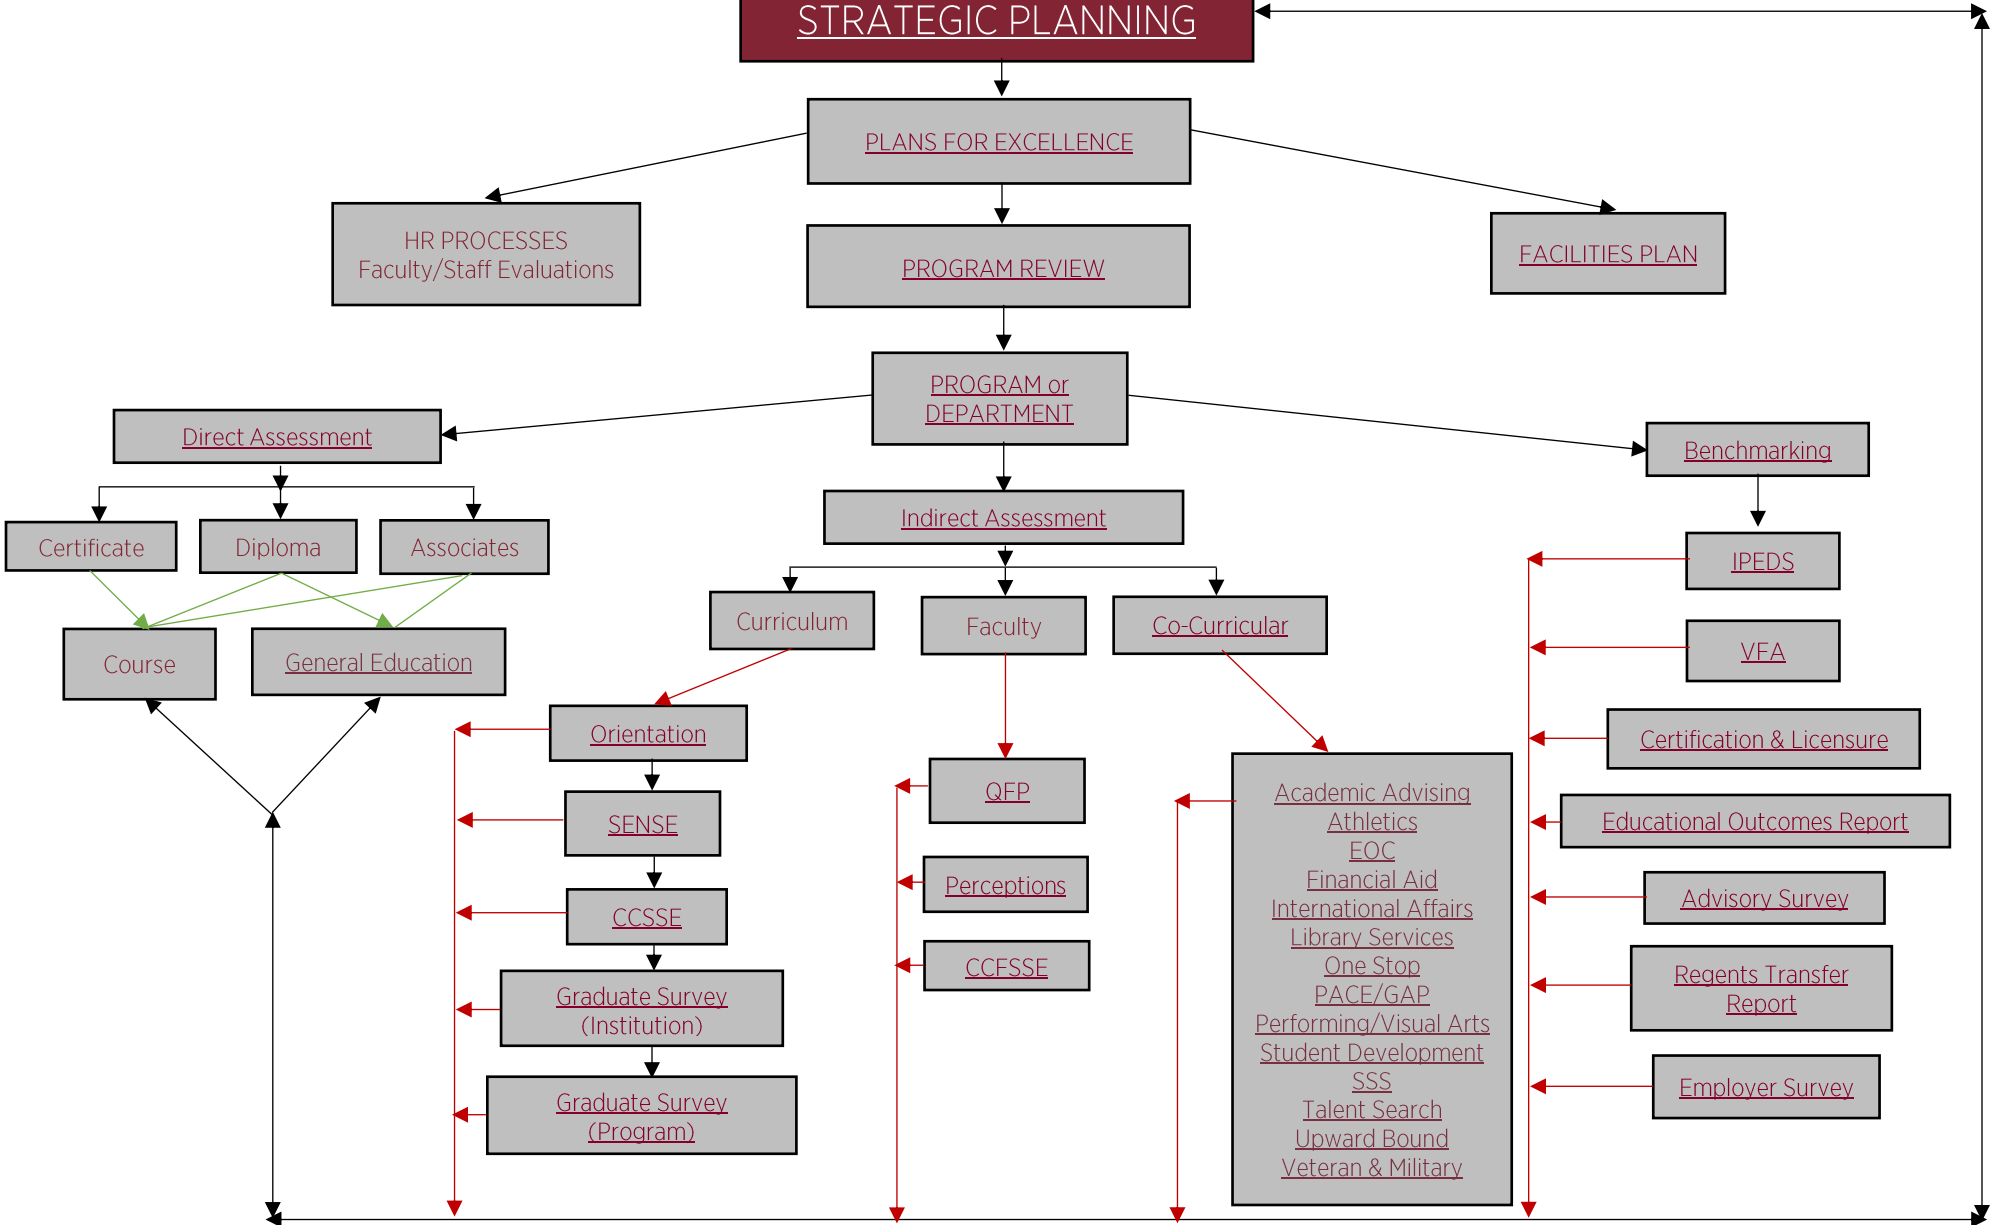 STRATEGIC PLANNING
PLANS FOR EXCELLENCE
HR PROCESSES
Faculty/Staff Evaluations
PROGRAM REVIEW
FACILITIES PLAN
PROGRAM or
DEPARTMENT
Direct Assessment
Benchmarking
Indirect Assessment
Certificate
Diploma
Associates
IPEDS
Curriculum
Faculty
Co-Curricular
Course
General Education
VFA
Orientation
Certification & Licensure
QFP
SENSE
Educational Outcomes Report
Perceptions
CCSSE
Advisory Survey
CCFSSE
Graduate Survey
(Institution)
Regents Transfer
Report
Graduate Survey
(Program)
Employer Survey
Academic Advising
Athletics
EOC
Financial Aid
International Affairs
Library Services
One Stop
PACE/GAP
Performing/Visual Arts
Student Development
SSS
Talent Search
Upward Bound
Veteran & Military